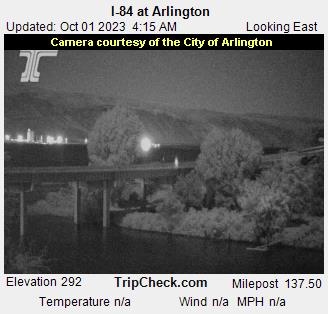 I-84 at Arlington
Updated: Oct 01 2023 4:15 AM Looking East
Camera courtesy of the City of Arlington
Elevation 292 TripCheck.com Milepost 137.50
Temperature n/a Wind n/a MPH n/a